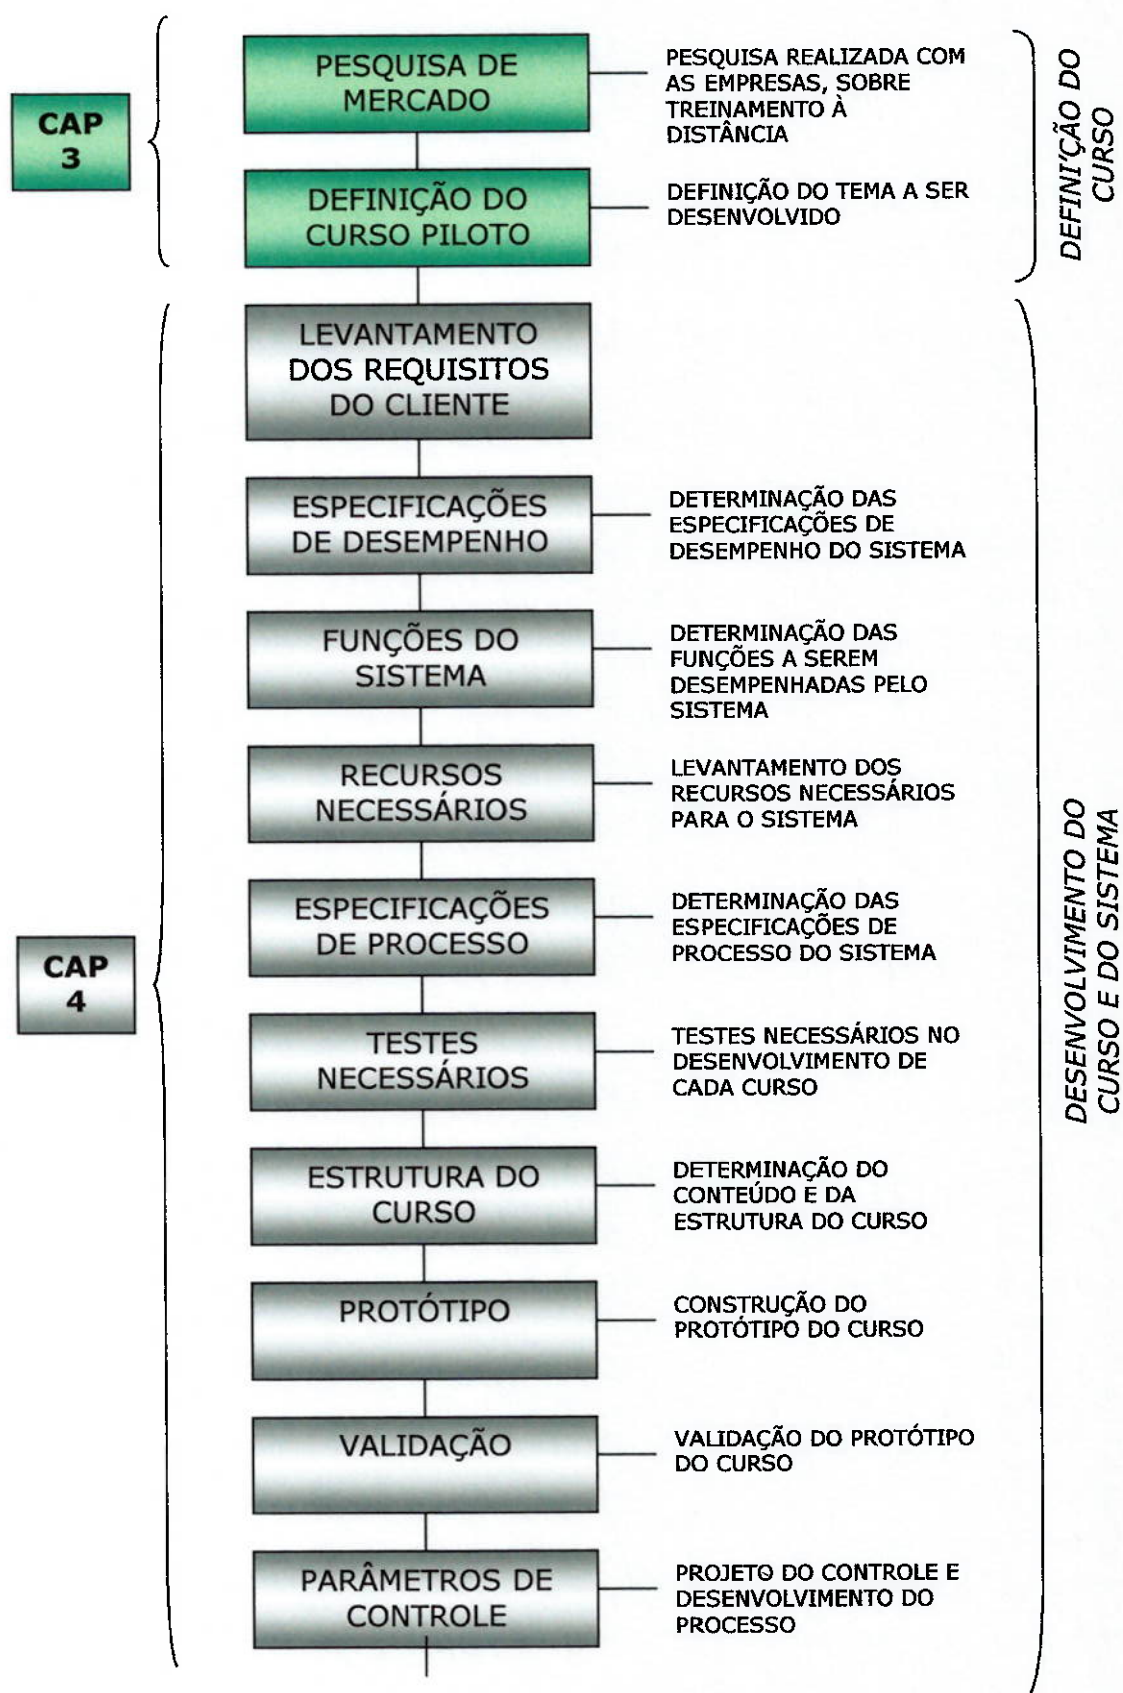 CAP
3
PESQUISA DE
MERCADO
PESQUISA REALIZADA COM
AS EMPRESAS, SOBRE
TREINAMENTO À
DISTÂNCIA
DEFINIÇÃO DO
CURSO PILOTO
DEFINIÇÃO DO TEMA A SER
DESENVOLVIDO
DEFINI'ÇÃO DO
CURSO
CAP
4
LEVANTAMENTO
DOS REQUISITOS
DO CLIENTE
ESPECIFICAÇÕES
DE DESEMPENHO
DETERMINAÇÃO DAS
ESPECIFICAÇÕES DE
DESEMPENHO DO SISTEMA
FUNÇÕES DO
SISTEMA
DETERMINAÇÃO DAS
FUNÇÕES A SEREM
DESEMPENHADAS PELO
SISTEMA
RECURSOS
NECESSÁRIOS
LEVANTAMENTO DOS
RECURSOS NECESSÁRIOS
PARA O SISTEMA
ESPECIFICAÇÕES
DE PROCESSO
DETERMINAÇÃO DAS
ESPECIFICAÇÕES DE
PROCESSO DO SISTEMA
TESTES
NECESSÁRIOS
TESTES NECESSÁRIOS NO
DESENVOLVIMENTO DE
CADA CURSO
ESTRUTURA DO
CURSO
DETERMINAÇÃO DO
CONTEÚDO E DA
ESTRUTURA DO CURSO
PROTÓTIPO
CONSTRUÇÃO DO
PROTÓTIPO DO CURSO
VALIDAÇÃO
VALIDAÇÃO DO PROTÓTIPO
DO CURSO
PARÂMETROS DE
CONTROLE
PROJETO DO CONTROLE E
DESENVOLVIMENTO DO
PROCESSO
DESENVOLVIMENTO DO
CURSO E DO SISTEMA